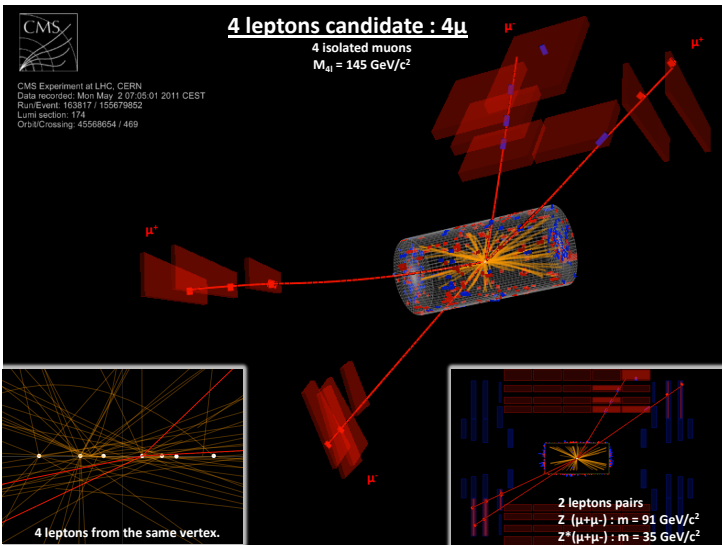 CMS
4 leptons candidate : 4μ
4 isolated muons
M4l = 145 GeV/c²
CMS Experiment at LHC, CERN
Data recorded: Mon May 2 07:05:01 2011 CEST
Run/Event: 163817 / 155679852
Lumi section: 174
Orbit/Crossing: 45568654 / 469
μ-
μ+
μ+
μ-
4 leptons from the same vertex.
2 leptons pairs
Z (μ+μ-) : m = 91 GeV/c²
Z*(μ+μ-) : m = 35 GeV/c²